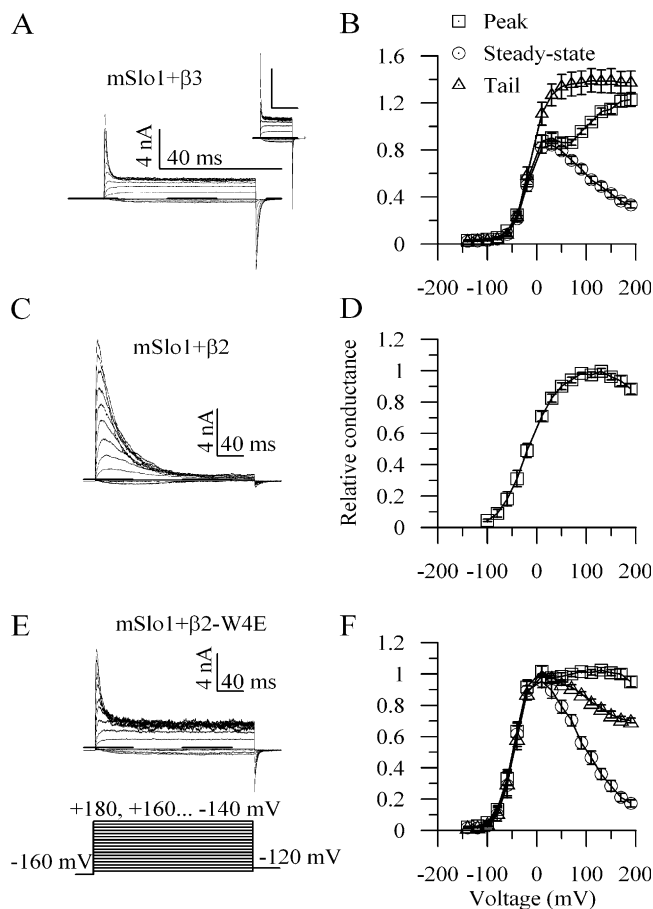 A
mSlo1+β3
4 nA
40 ms
B
Peak
Steady-state
Tail
1.6
1.2
0.8
0.4
0
-200 -100 0 100 200
C
mSlo1+β2
4 nA
40 ms
D
Relative conductance
1.2
1
0.8
0.6
0.4
0.2
0
-200 -100 0 100 200
E
mSlo1+β2-W4E
4 nA
40 ms
+180, +160... -140 mV
-160 mV
-120 mV
F
1.2
1
0.8
0.6
0.4
0.2
0
-200 -100 0 100 200
Voltage (mV)